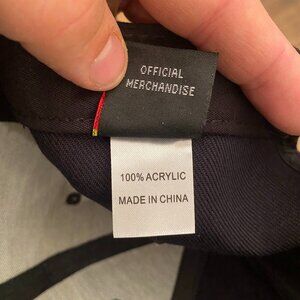 OFFICIAL
MERCHANDISE
100% ACRYLIC
MADE IN CHINA